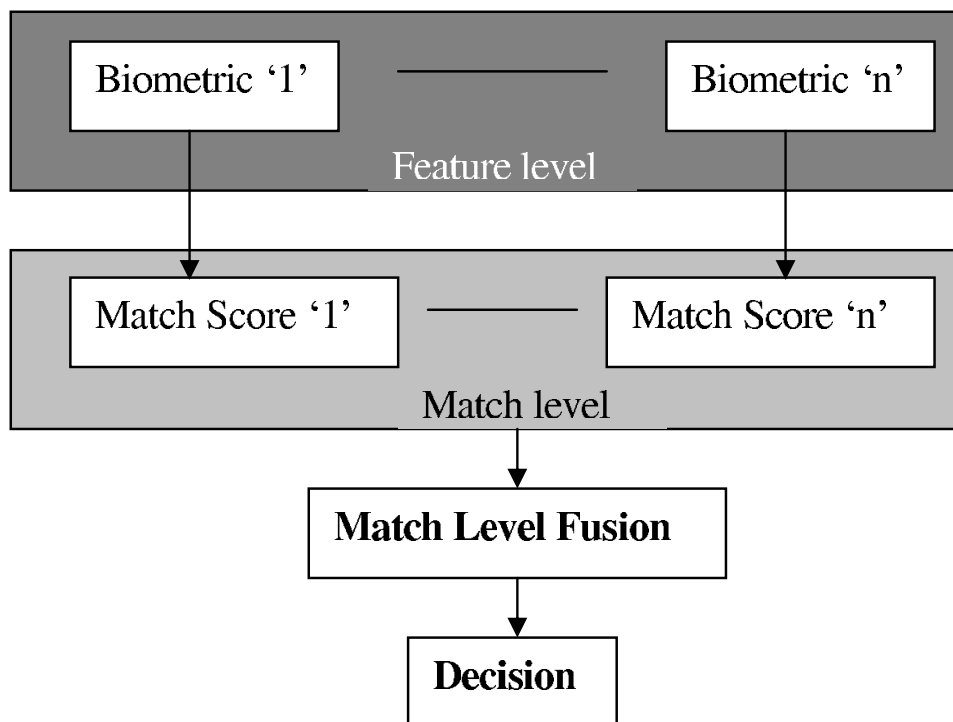 Biometric ‘1’
Biometric ‘n’
Feature level
Match Score ‘1’
Match Score ‘n’
Match level
Match Level Fusion
Decision